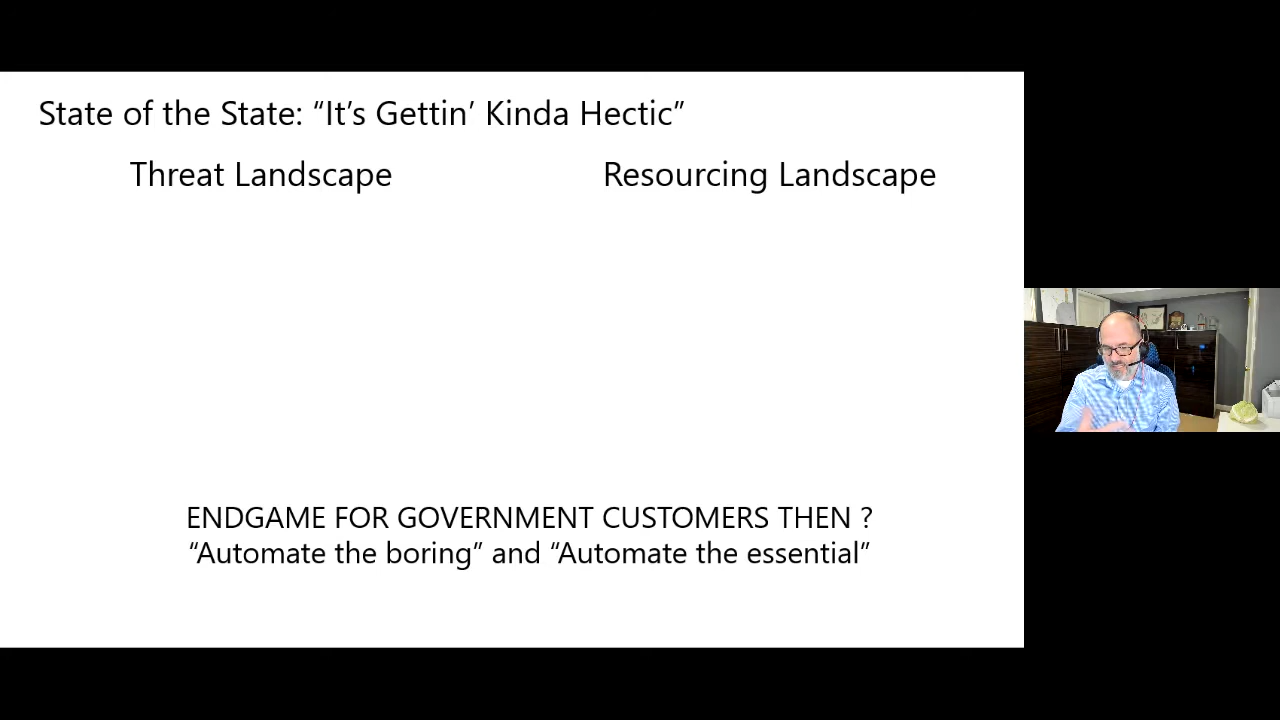 State of the State: “It’s Gettin’ Kinda Hectic”
Threat Landscape
Resourcing Landscape
ENDGAME FOR GOVERNMENT CUSTOMERS THEN ?
“Automate the boring” and “Automate the essential”